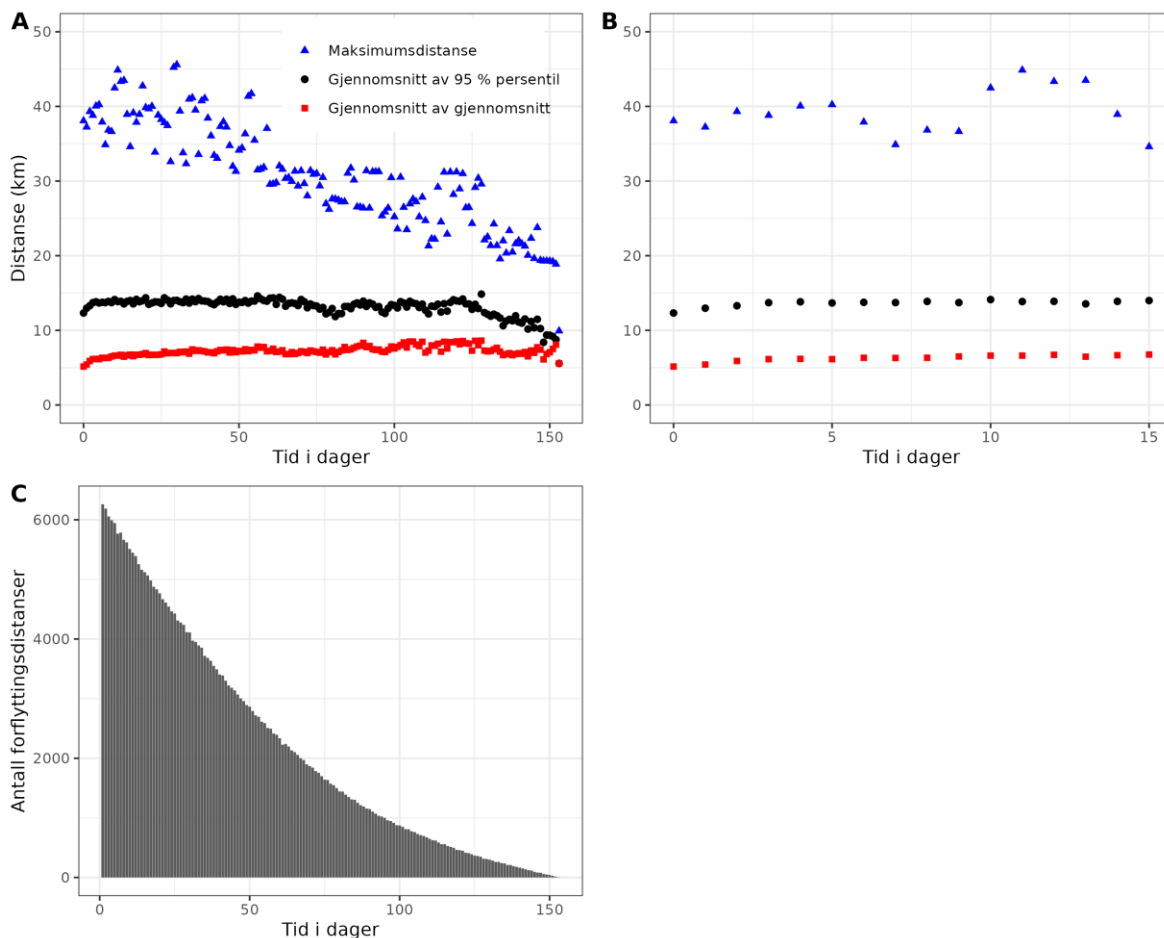 A
Distanse (km)
50
40
30
20
10
0
Maksimumsdistanse
Gjennomsnitt av 95 % persentil
Gjennomsnitt av gjennomsnitt
0 50 100 150
Tid i dager
B
50
40
30
20
10
0
0 5 10 15
Tid i dager
C
Antall forflyttingsdistanser
6000
4000
2000
0
0 50 100 150
Tid i dager